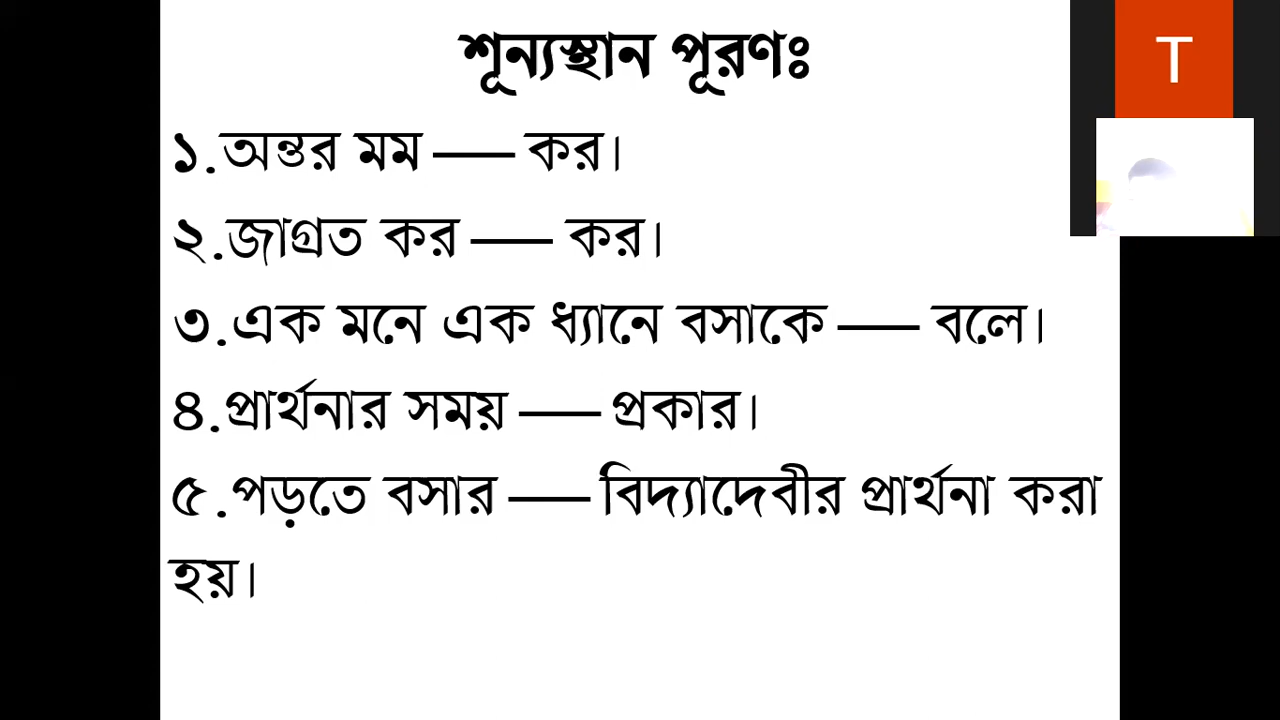 শূন্যস্থান পূরণঃ
T
১.অন্তর মম — কর।
২.জাগ্রত কর — কর।
৩.এক মনে এক ধ্যানে বসাকে — বলে।
৪.প্রার্থনার সময় — প্রকার।
৫.পড়তে বসার — বিদ্যাদেবীর প্রার্থনা করা
হয়।